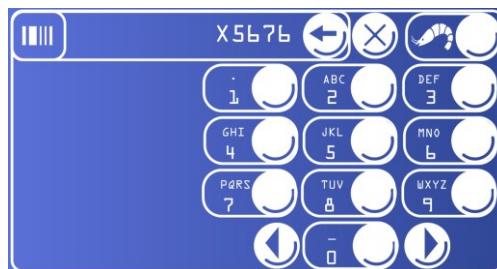 X5676
. 1
ABC 2
DEF 3
GHI 4
JKL 5
MNO 6
PQRS 7
TUV 8
WXYZ 9
_ 0